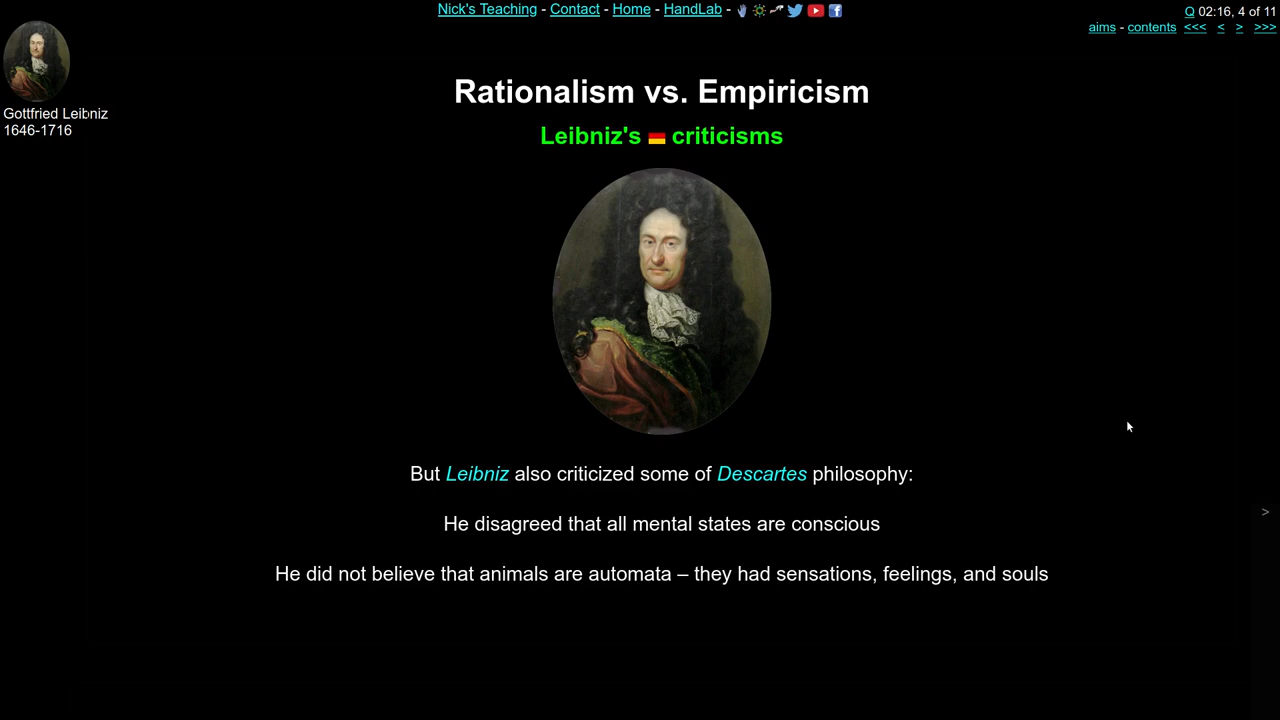 Nick's Teaching - Contact - Home - HandLab -
Q 02:16, 4 of 11
aims - contents <<< < > >>>
Gottfried Leibniz
1646-1716
Rationalism vs. Empiricism
Leibniz's criticisms
But Leibniz also criticized some of Descartes philosophy:
He disagreed that all mental states are conscious
He did not believe that animals are automata – they had sensations, feelings, and souls
>